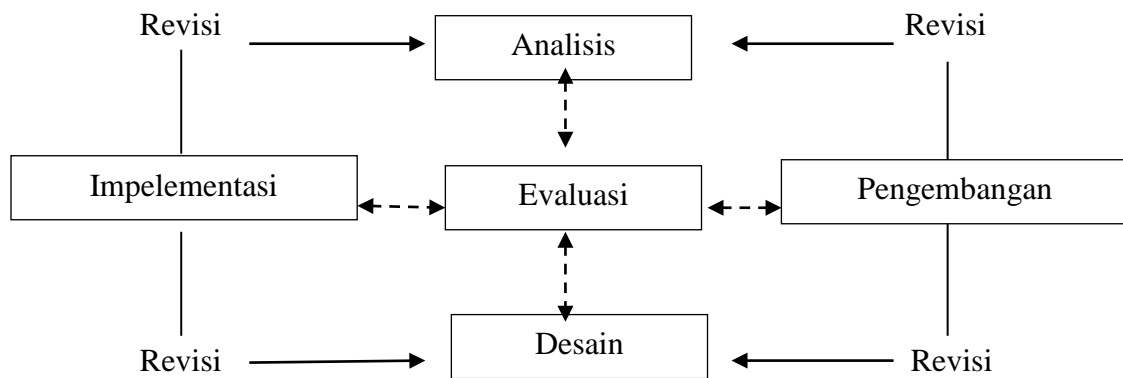 Revisi
Analisis
Revisi
Impelementasi
Evaluasi
Pengembangan
Revisi
Desain
Revisi